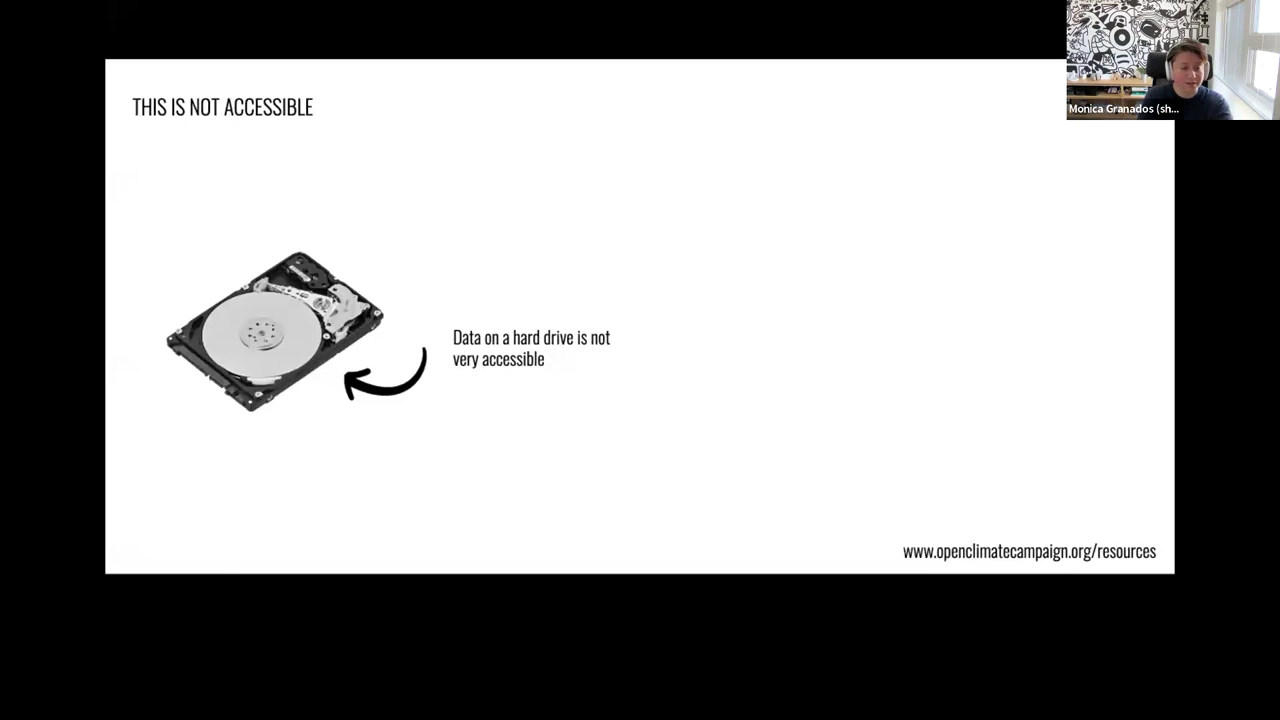 THIS IS NOT ACCESSIBLE
Monica Granados (sh...
Data on a hard drive is not
very accessible
www.openclimatecampaign.org/resources